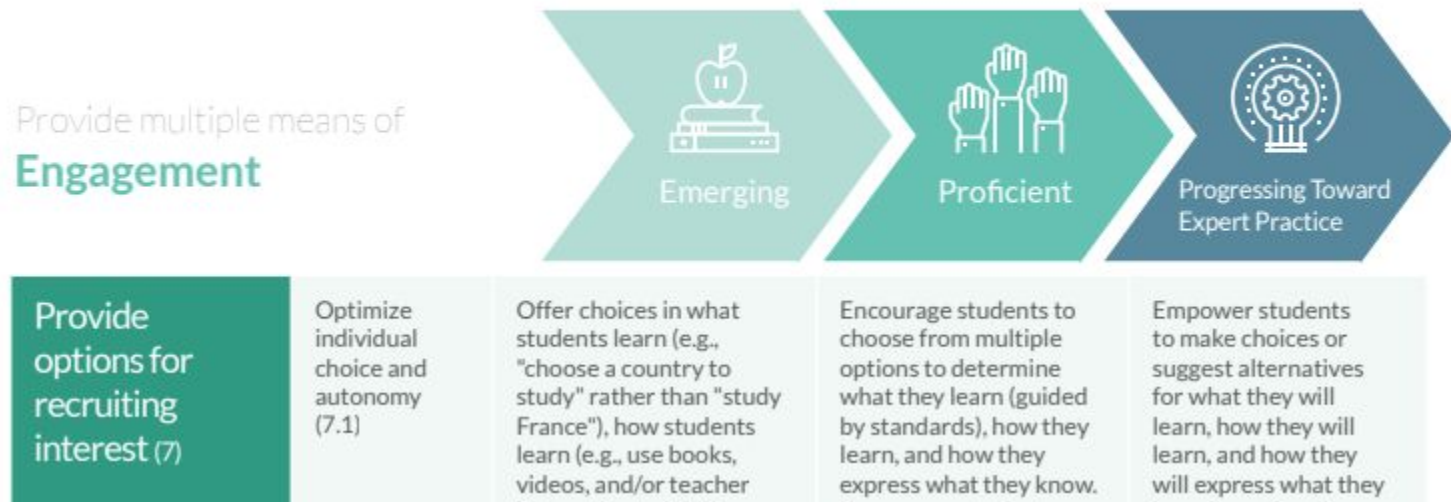 Provide multiple means of
Engagement
Emerging
Proficient
Progressing Toward
Expert Practice
Provide
options for
recruiting
interest (7)
Optimize
individual
choice and
autonomy
(7.1)
Offer choices in what
students learn (e.g.,
"choose a country to
study" rather than "study
France"), how students
learn (e.g., use books,
videos, and/or teacher
Encourage students to
choose from multiple
options to determine
what they learn (guided
by standards), how they
learn, and how they
express what they know.
Empower students
to make choices or
suggest alternatives
for what they will
learn, how they will
learn, and how they
will express what they